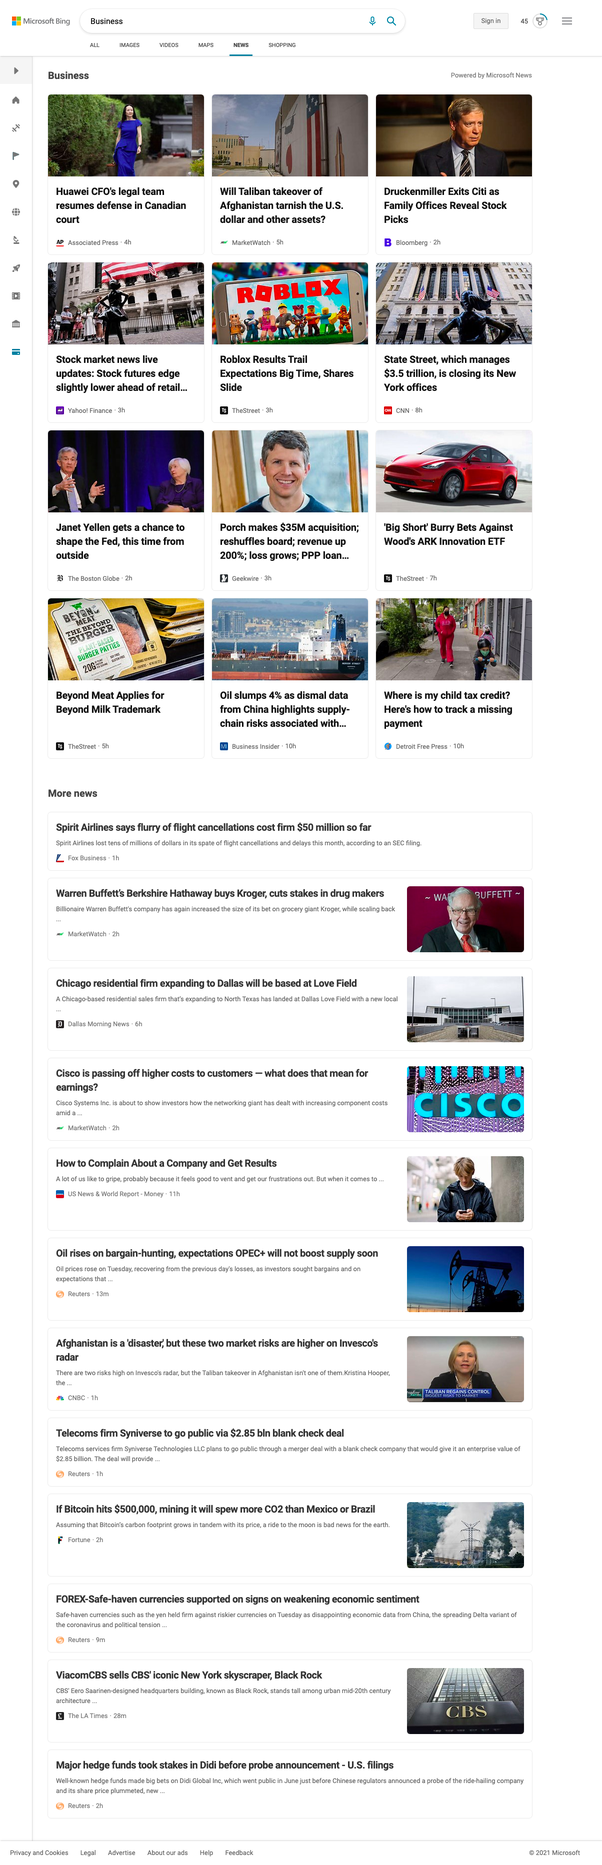 Microsoft Bing
Business
Sign in
45
ALL
IMAGES
VIDEOS
MAPS
NEWS
SHOPPING
Business
Powered by Microsoft News
Huawei CFO's legal team
resumes defense in Canadian
court
AP Associated Press · 4h
Will Taliban takeover of
Afghanistan tarnish the U.S.
dollar and other assets?
MarketWatch · 5h
Druckenmiller Exits Citi as
Family Offices Reveal Stock
Picks
B Bloomberg · 2h
Stock market news live
updates: Stock futures edge
slightly lower ahead of retail...
Yahoo! Finance · 3h
ROBLOX
Roblox Results Trail
Expectations Big Time, Shares
Slide
TheStreet · 3h
State Street, which manages
$3.5 trillion, is closing its New
York offices
CNN · 8h
Janet Yellen gets a chance to
shape the Fed, this time from
outside
B The Boston Globe · 2h
Porch makes $35M acquisition;
reshuffles board; revenue up
200%; loss grows; PPP loan...
Geekwire · 3h
'Big Short' Burry Bets Against
Wood's ARK Innovation ETF
TheStreet · 7h
BEYOND
MEAT
THE BEYOND
BURGER
PLANT-BASED
BURGER PATTIES
20G
Beyond Meat Applies for
Beyond Milk Trademark
TheStreet · 5h
Oil slumps 4% as dismal data
from China highlights supply-
chain risks associated with...
Business Insider · 10h
Where is my child tax credit?
Here's how to track a missing
payment
Detroit Free Press · 10h
More news
Spirit Airlines says flurry of flight cancellations cost firm $50 million so far
Spirit Airlines lost tens of millions of dollars in its spate of flight cancellations and delays this month, according to an SEC filing.
Fox Business · 1h
Warren Buffett's Berkshire Hathaway buys Kroger, cuts stakes in drug makers
Billionaire Warren Buffett's company has again increased the size of its bet on grocery giant Kroger, while scaling back
...
MarketWatch · 2h
~ WAR BUFFETT ~
Chicago residential firm expanding to Dallas will be based at Love Field
A Chicago-based residential sales firm that's expanding to North Texas has landed at Dallas Love Field with a new local
...
Dallas Morning News · 6h
Cisco is passing off higher costs to customers — what does that mean for
earnings?
Cisco Systems Inc. is about to show investors how the networking giant has dealt with increasing component costs
amid a ...
MarketWatch · 2h
CISCO
How to Complain About a Company and Get Results
A lot of us like to gripe, probably because it feels good to vent and get our frustrations out. But when it comes to ...
US News & World Report - Money · 11h
Oil rises on bargain-hunting, expectations OPEC+ will not boost supply soon
Oil prices rose on Tuesday, recovering from the previous day's losses, as investors sought bargains and on
expectations that ...
Reuters · 13m
Afghanistan is a 'disaster,' but these two market risks are higher on Invesco's
radar
There are two risks high on Invesco's radar, but the Taliban takeover in Afghanistan isn't one of them.Kristina Hooper,
the ...
CNBC · 1h
TALIBAN REGAINS CONTROL
BIGGEST RISKS TO MARKET
Telecoms firm Syniverse to go public via $2.85 bln blank check deal
Telecoms services firm Syniverse Technologies LLC plans to go public through a merger deal with a blank check company that would give it an enterprise value of
$2.85 billion. The deal will provide ...
Reuters · 1h
If Bitcoin hits $500,000, mining it will spew more CO2 than Mexico or Brazil
Assuming that Bitcoin's carbon footprint grows in tandem with its price, a ride to the moon is bad news for the earth.
F Fortune · 2h
FOREX-Safe-haven currencies supported on signs on weakening economic sentiment
Safe-haven currencies such as the yen held firm against riskier currencies on Tuesday as disappointing economic data from China, the spreading Delta variant of
the coronavirus and political tension ...
Reuters · 9m
ViacomCBS sells CBS' iconic New York skyscraper, Black Rock
CBS' Eero Saarinen-designed headquarters building, known as Black Rock, stands tall among urban mid-20th century
architecture ...
The LA Times · 28m
CBS
Major hedge funds took stakes in Didi before probe announcement - U.S. filings
Well-known hedge funds made big bets on Didi Global Inc, which went public in June just before Chinese regulators announced a probe of the ride-hailing company
and its share price plummeted, new ...
Reuters · 2h
Privacy and Cookies
Legal
Advertise
About our ads
Help
Feedback
© 2021 Microsoft